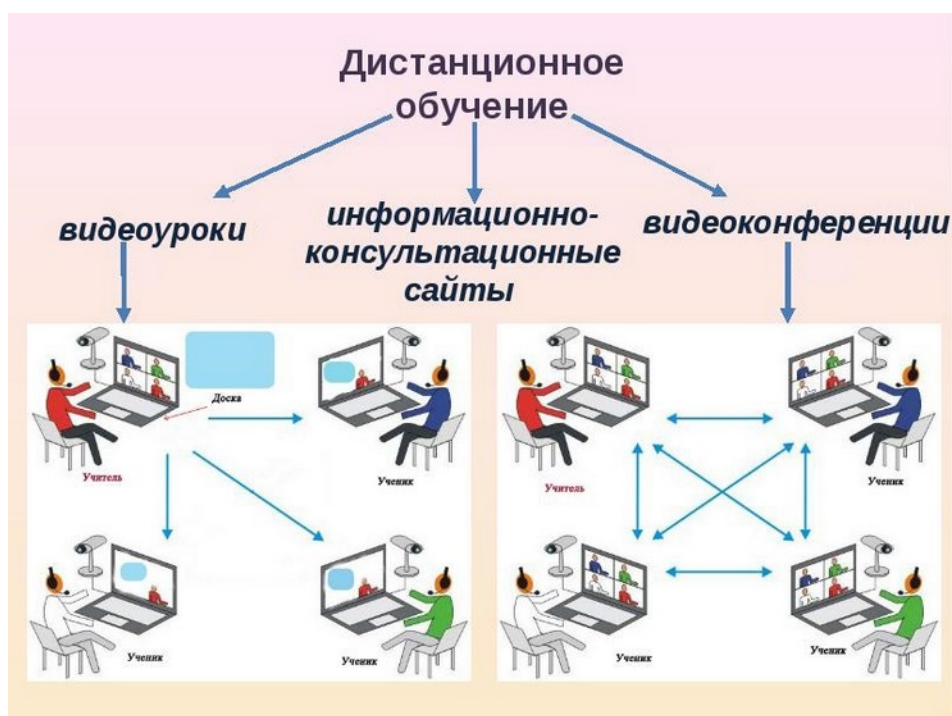 Дистанционное
обучение
видеоуроки
информационно-
консультационные
сайты
видеоконференции
Доска
Учитель
Ученик
Ученик
Ученик
Учитель
Ученик
Ученик
Ученик